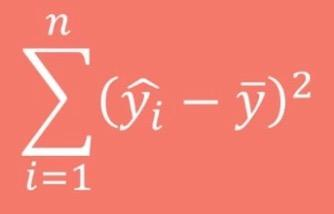 n
∑(ŷᵢ − ȳ)²
i=1